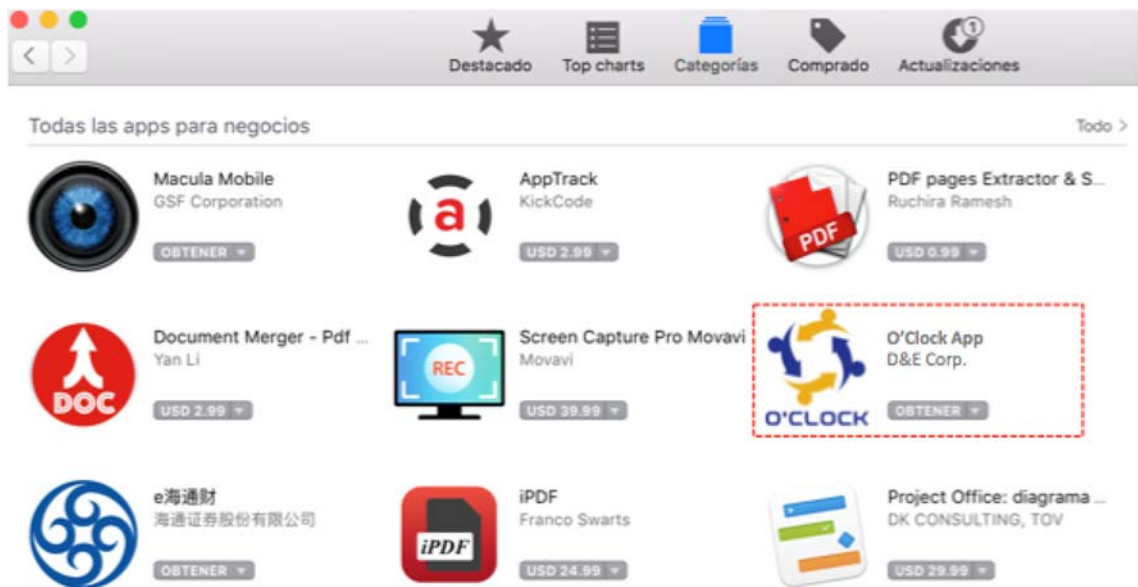 1
Destacado Top charts Categorías Comprado Actualizaciones
Todas las apps para negocios Todo >
Macula Mobile
GSF Corporation
OBTENER
a
AppTrack
KickCode
USD 2.99
PDF
PDF pages Extractor & S...
Ruchira Ramesh
USD 0.99
DOC
Document Merger - Pdf ...
Yan Li
USD 2.99
REC
Screen Capture Pro Movavi
Movavi
USD 39.99
O'CLOCK
O'Clock App
D&E Corp.
OBTENER
e海通财
海通证券股份有限公司
OBTENER
iPDF
iPDF
Franco Swarts
USD 24.99
Project Office: diagrama ...
DK CONSULTING, TOV
USD 29.99